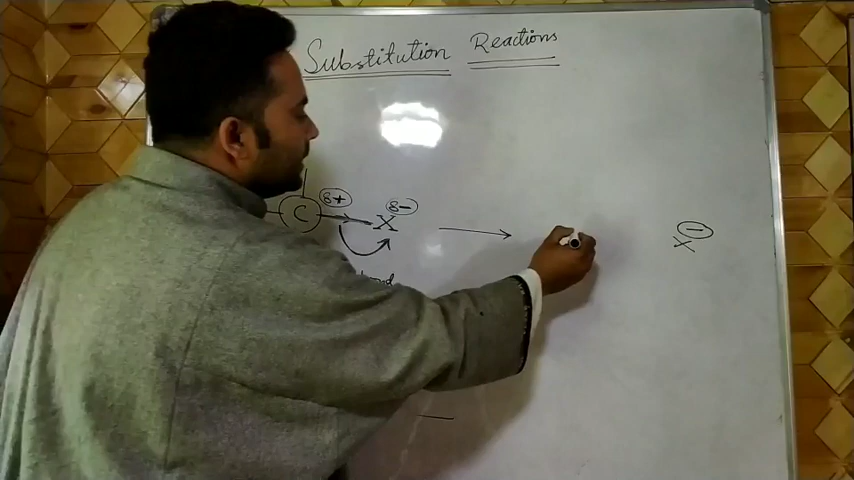 Substitution Reactions
C δ+ X δ-
X -